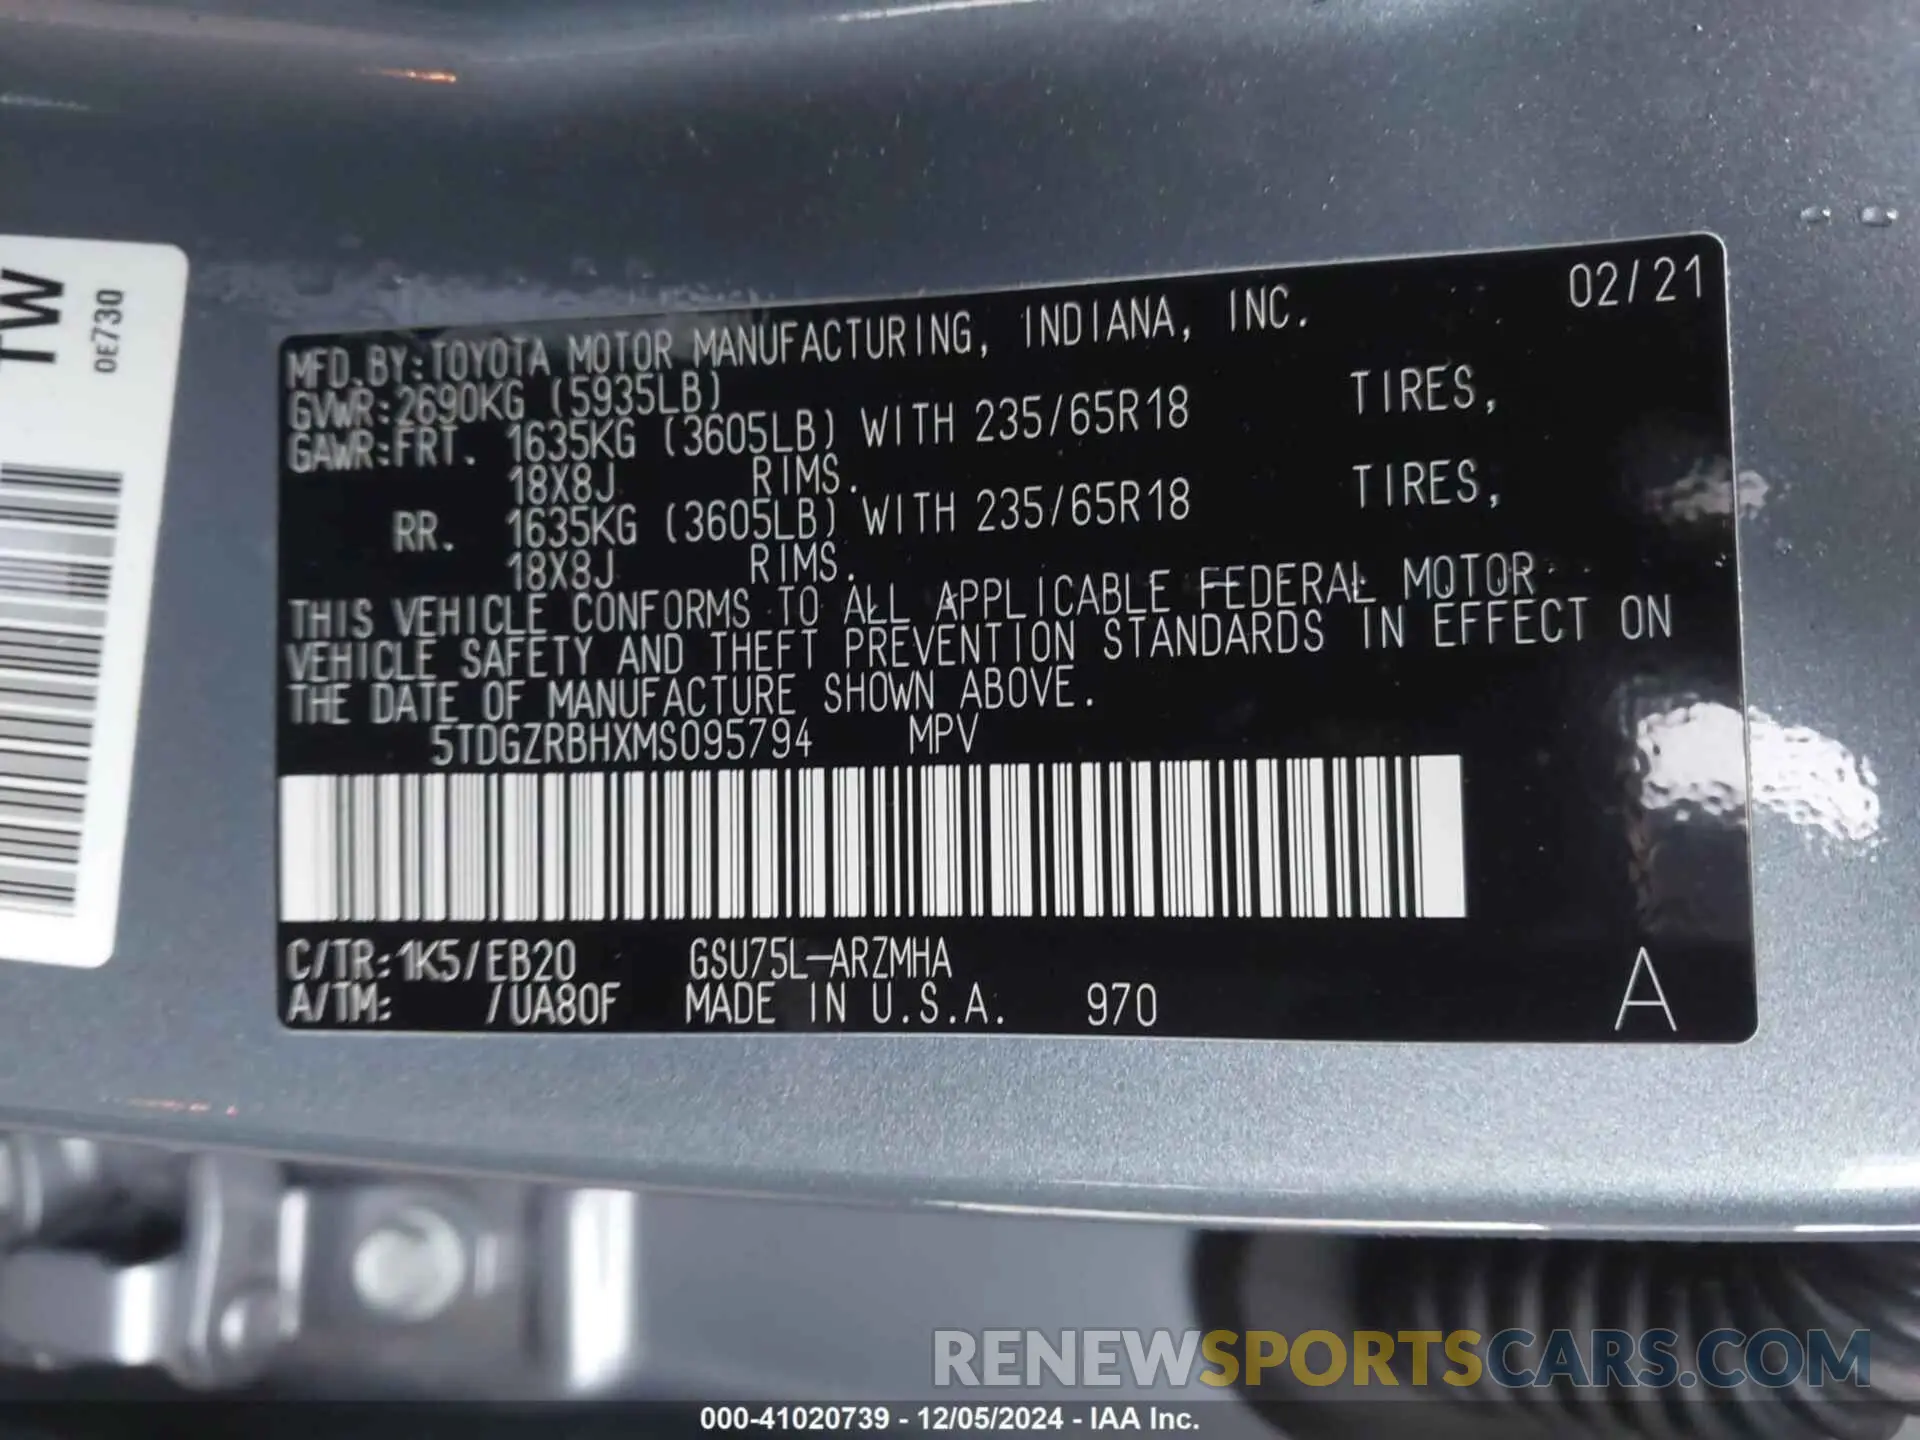 TW
0E730
02/21
MFD.BY:TOYOTA MOTOR MANUFACTURING, INDIANA, INC.
GVWR:2690KG (5935LB)
GAWR:FRT. 1635KG (3605LB) WITH 235/65R18 TIRES,
18X8J RIMS.
RR. 1635KG (3605LB) WITH 235/65R18 TIRES,
18X8J RIMS.
THIS VEHICLE CONFORMS TO ALL APPLICABLE FEDERAL MOTOR
VEHICLE SAFETY AND THEFT PREVENTION STANDARDS IN EFFECT ON
THE DATE OF MANUFACTURE SHOWN ABOVE.
5TDGZRBHXMS095794 MPV
C/TR:1K5/EB20 GSU75L-ARZMHA
A/TM: /UA80F MADE IN U.S.A. 970
A
RENEWSPORTSCARS.COM
000-41020739 - 12/05/2024 - IAA Inc.